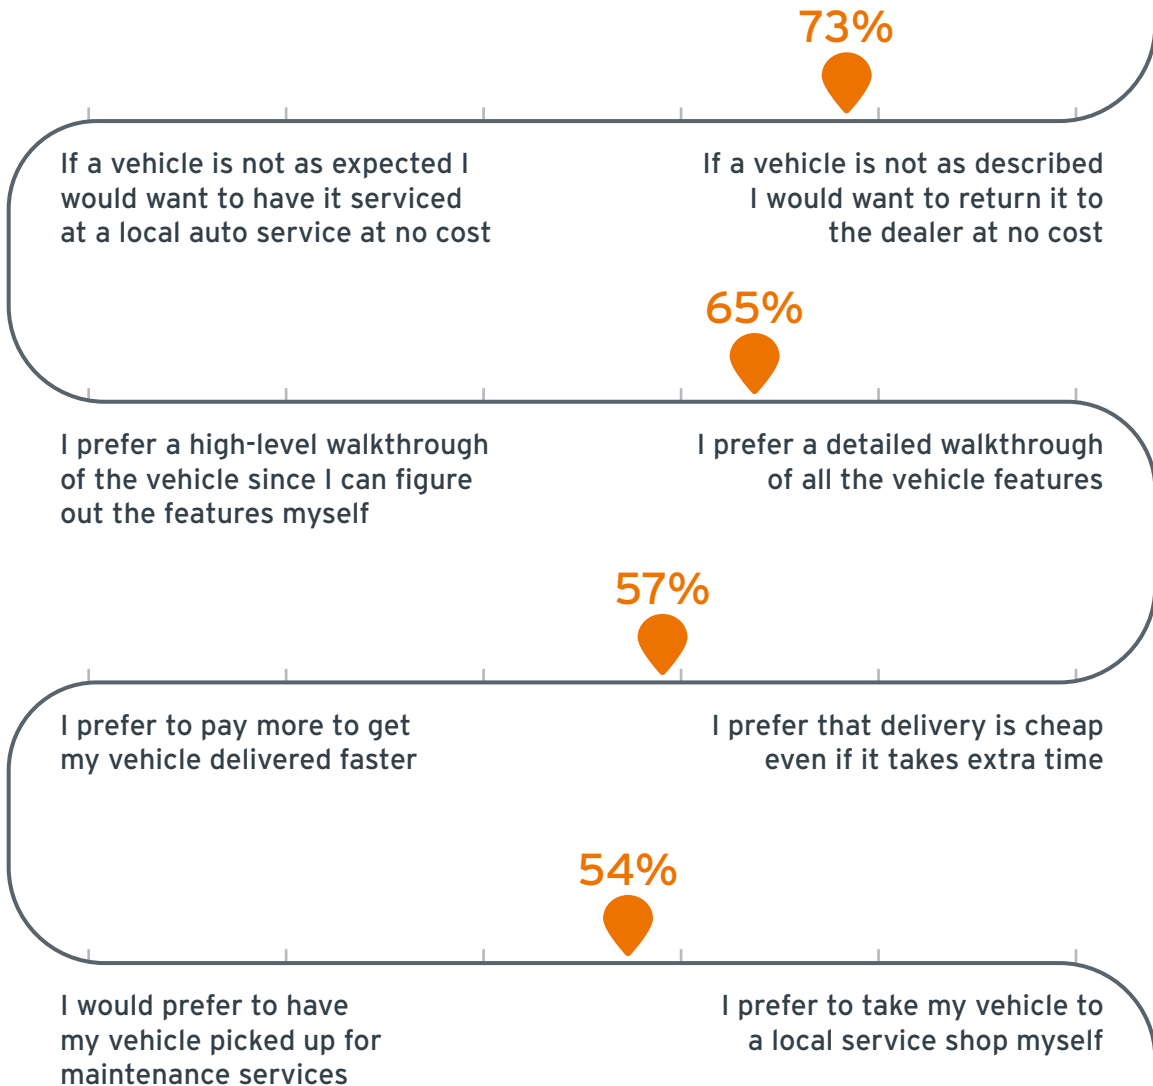 73%
If a vehicle is not as expected I
would want to have it serviced
at a local auto service at no cost
If a vehicle is not as described
I would want to return it to
the dealer at no cost
65%
I prefer a high-level walkthrough
of the vehicle since I can figure
out the features myself
I prefer a detailed walkthrough
of all the vehicle features
57%
I prefer to pay more to get
my vehicle delivered faster
I prefer that delivery is cheap
even if it takes extra time
54%
I would prefer to have
my vehicle picked up for
maintenance services
I prefer to take my vehicle to
a local service shop myself